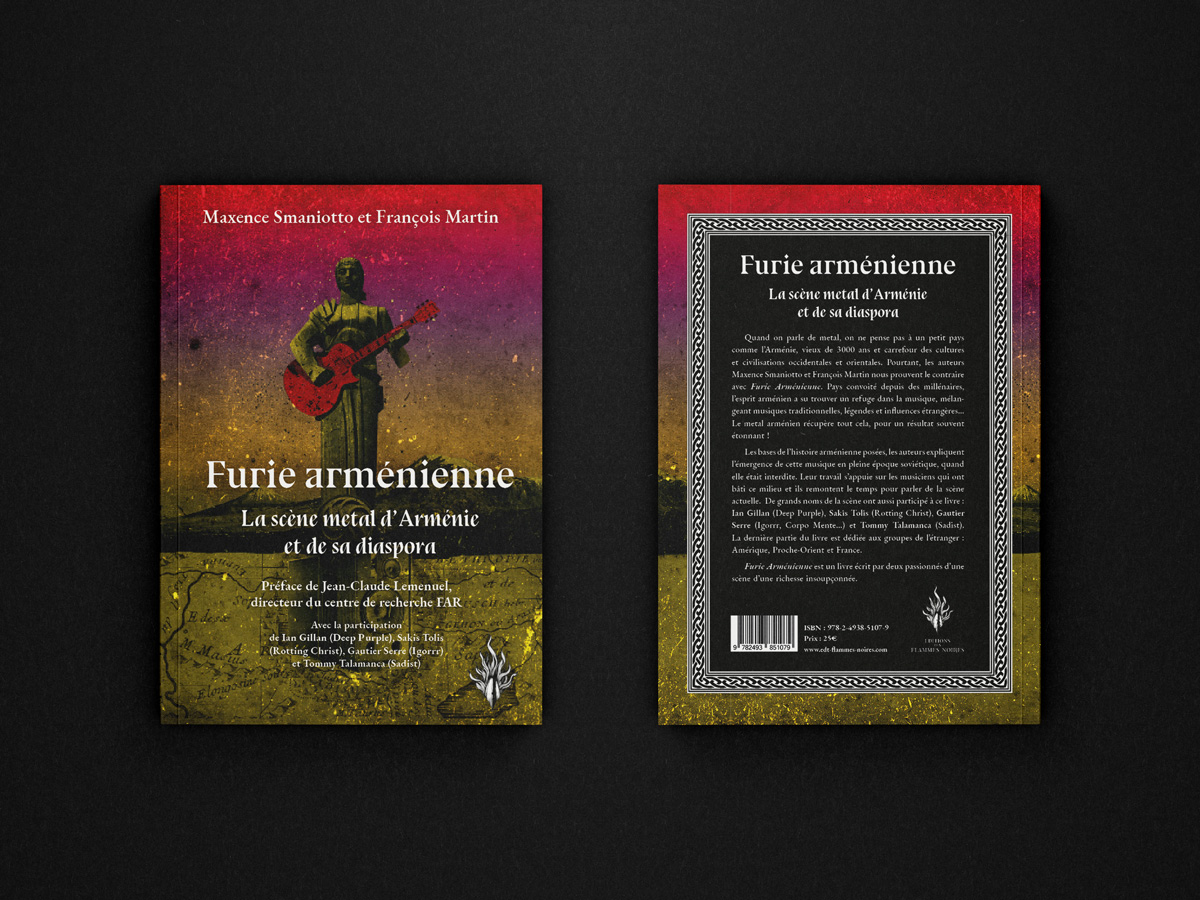 Maxence Smaniotto et François Martin
Furie arménienne
La scène metal d'Arménie
et de sa diaspora
Préface de Jean-Claude Lemenuel,
directeur du centre de recherche FAR
Avec la participation
de Ian Gillan (Deep Purple), Sakis Tolis
(Rotting Christ), Gautier Serre (Igorrr)
et Tommy Talamanca (Sadist)
Furie arménienne
La scène metal d'Arménie
et de sa diaspora
Quand on parle de metal, on ne pense pas à un petit pays
comme l'Arménie, vieux de 3000 ans et carrefour des cultures
et civilisations occidentales et orientales. Pourtant, les auteurs
Maxence Smaniotto et François Martin nous prouvent le contraire
avec Furie Arménienne. Pays convoité depuis des millénaires,
l'esprit arménien a su trouver un refuge dans la musique, mélan-
geant musiques traditionnelles, légendes et influences étrangères...
Le metal arménien récupère tout cela, pour un résultat souvent
étonnant !
Les bases de l'histoire arménienne posées, les auteurs expliquent
l'émergence de cette musique en pleine époque soviétique, quand
elle était interdite. Leur travail s'appuie sur les musiciens qui ont
bâti ce milieu et ils remontent le temps pour parler de la scène
actuelle. De grands noms de la scène ont aussi participé à ce livre :
Ian Gillan (Deep Purple), Sakis Tolis (Rotting Christ), Gautier
Serre (Igorrr, Corpo Mente...) et Tommy Talamanca (Sadist).
La dernière partie du livre est dédiée aux groupes de l'étranger :
Amérique, Proche-Orient et France.
Furie Arménienne est un livre écrit par deux passionnés d'une
scène d'une richesse insoupçonnée.
9 782493 851079
ISBN : 978-2-4938-5107-9
Prix : 25€
www.edt-flammes-noires.com
EDITIONS
FLAMMES NOIRES